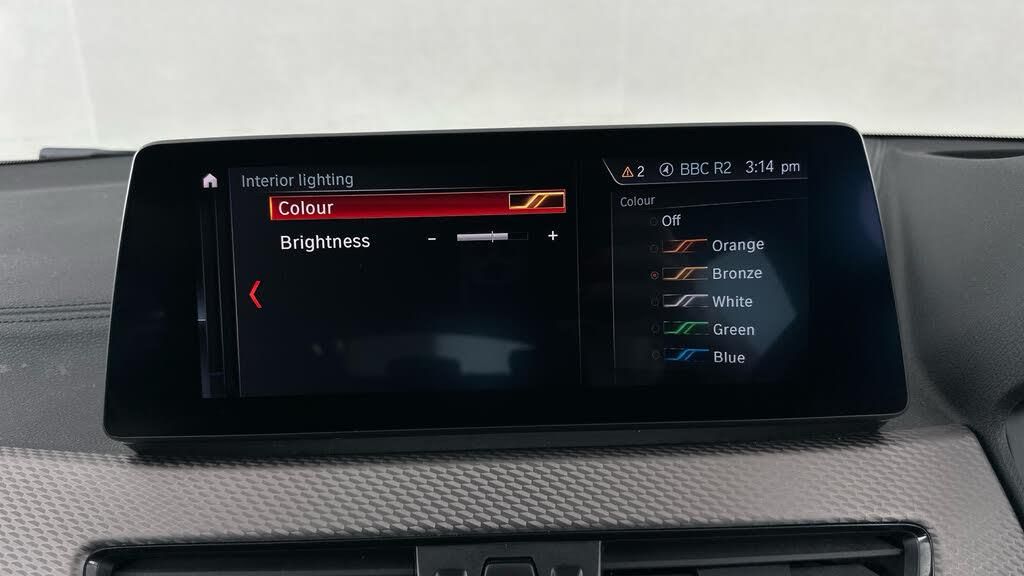 Interior lighting
Colour
Brightness - +
2 BBC R2 3:14 pm
Colour
Off
Orange
Bronze
White
Green
Blue